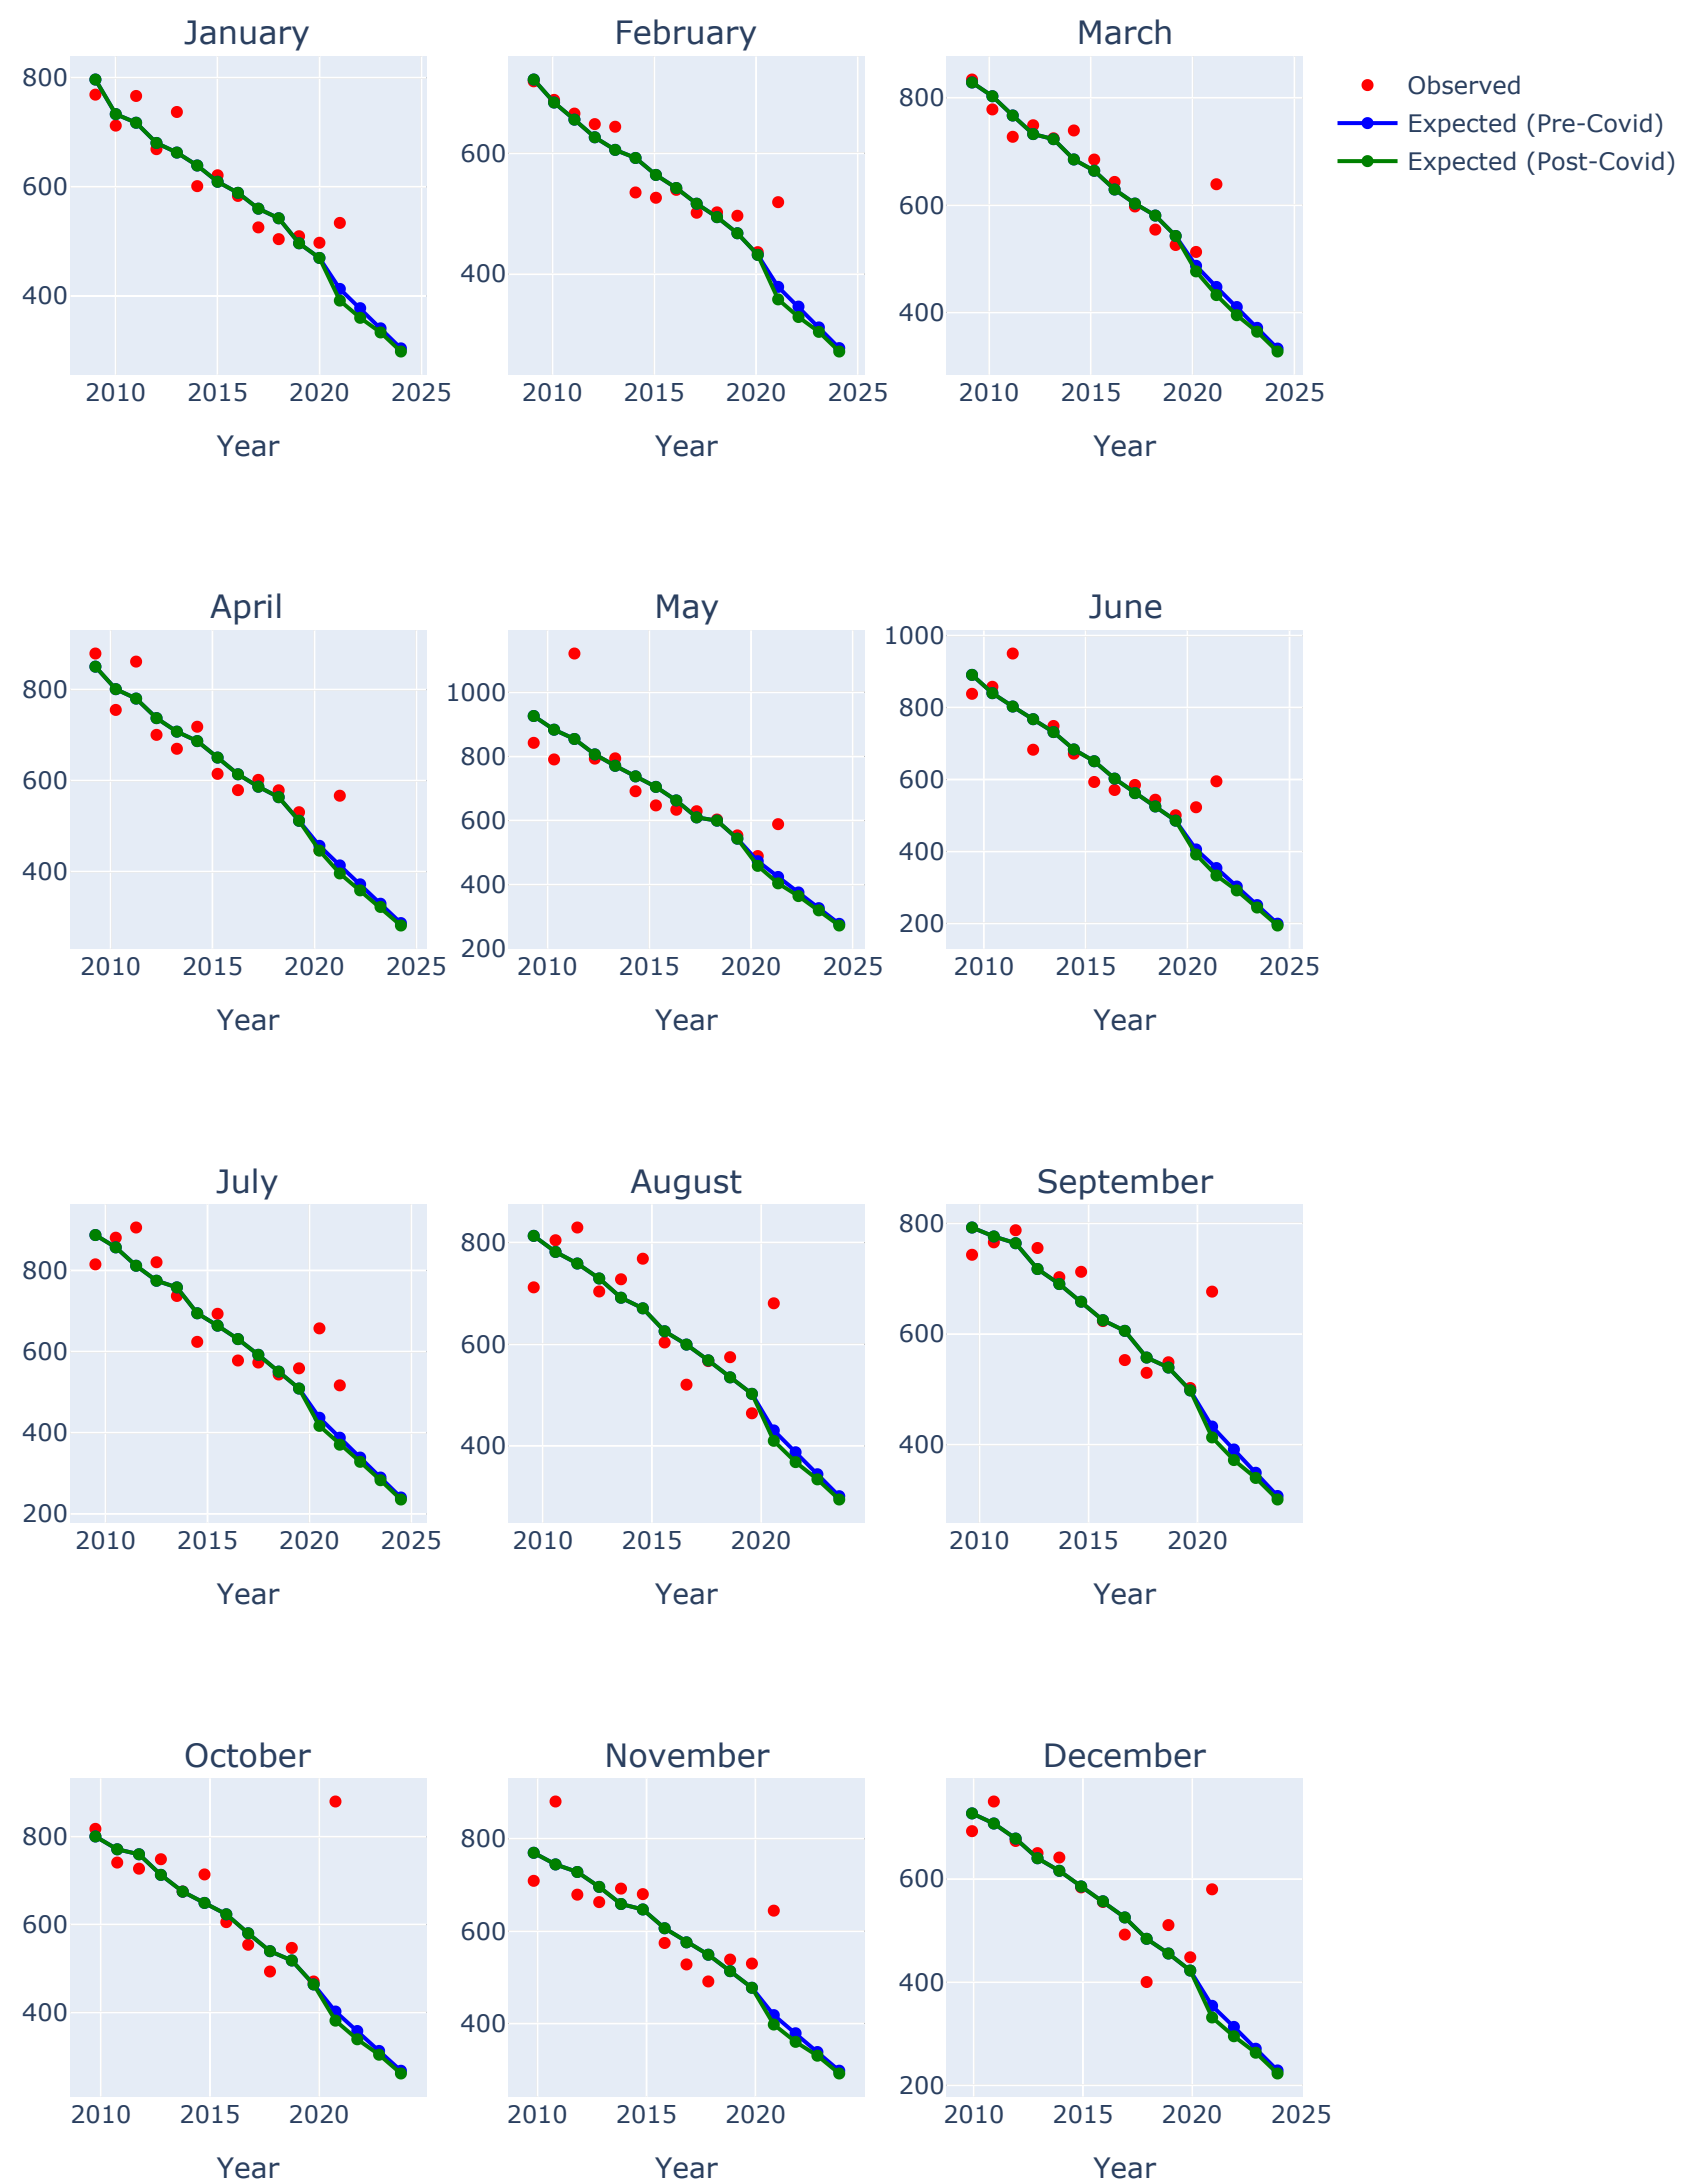 January February March
800
600
400
2010 2015 2020 2025
Year
600
400
2010 2015 2020 2025
Year
800
600
400
2010 2015 2020 2025
Year
Observed
Expected (Pre-Covid)
Expected (Post-Covid)
April May June
800
600
400
2010 2015 2020 2025
Year
1000
800
600
400
200
2010 2015 2020 2025
Year
1000
800
600
400
200
2010 2015 2020 2025
Year
July August September
800
600
400
200
2010 2015 2020 2025
Year
800
600
400
2010 2015 2020
Year
800
600
400
2010 2015 2020
Year
October November December
800
600
400
2010 2015 2020
Year
800
600
400
2010 2015 2020
Year
600
400
200
2010 2015 2020 2025
Year